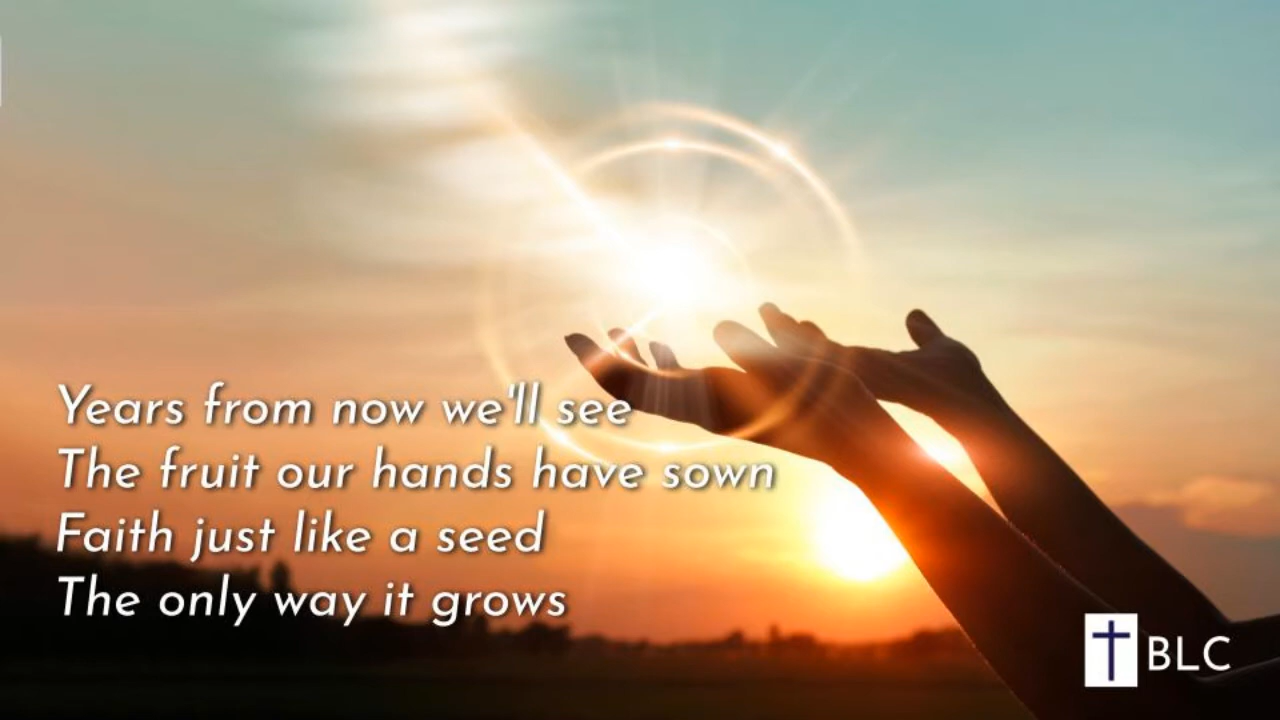 Years from now we'll see
The fruit our hands have sown
Faith just like a seed
The only way it grows
BLC